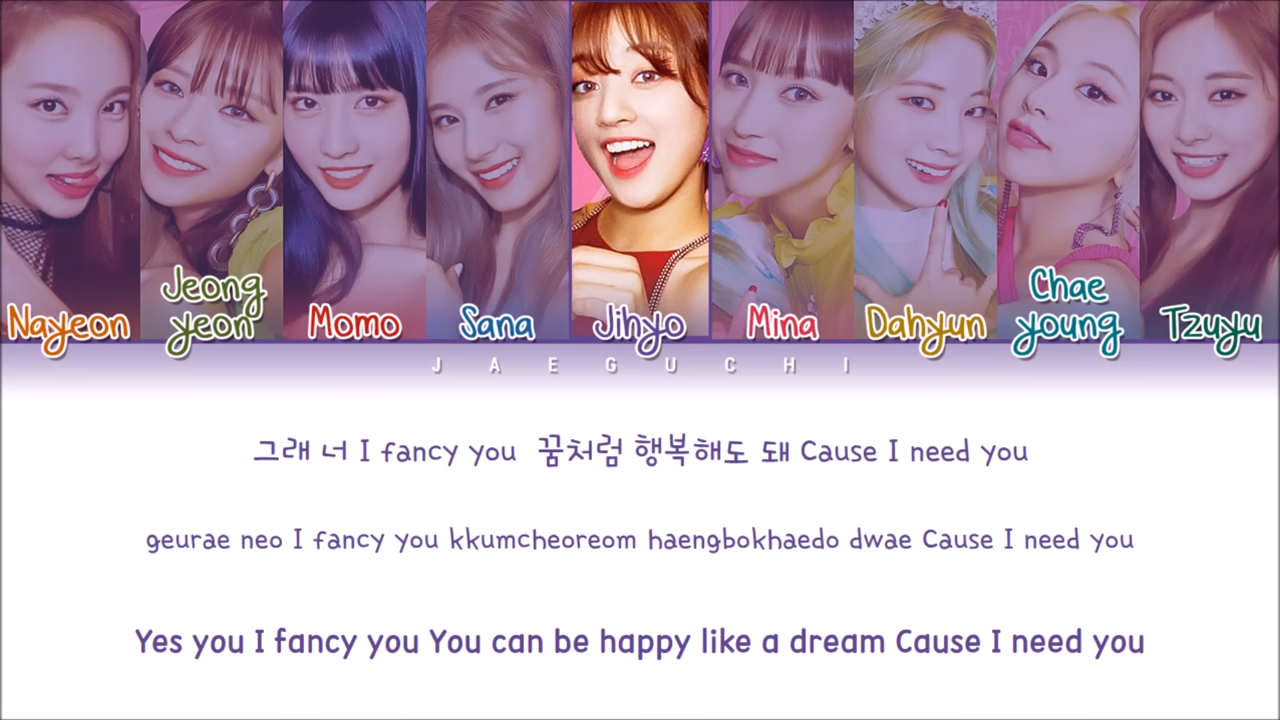 Nayeon Jeong yeon Momo Sana Jihyo Mina Dahyun Chae young Tzuyu
JAEGUCHI
그래 너 I fancy you 꿈처럼 행복해도 돼 Cause I need you
geurae neo I fancy you kkumcheoreom haengbokhaedo dwae Cause I need you
Yes you I fancy you You can be happy like a dream Cause I need you